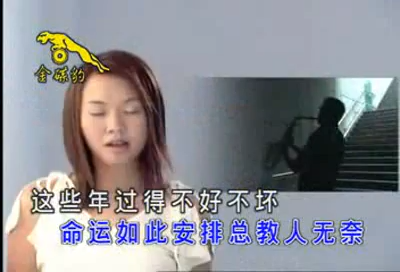 金碟豹
这些年过得不好不坏
命运如此安排总教人无奈